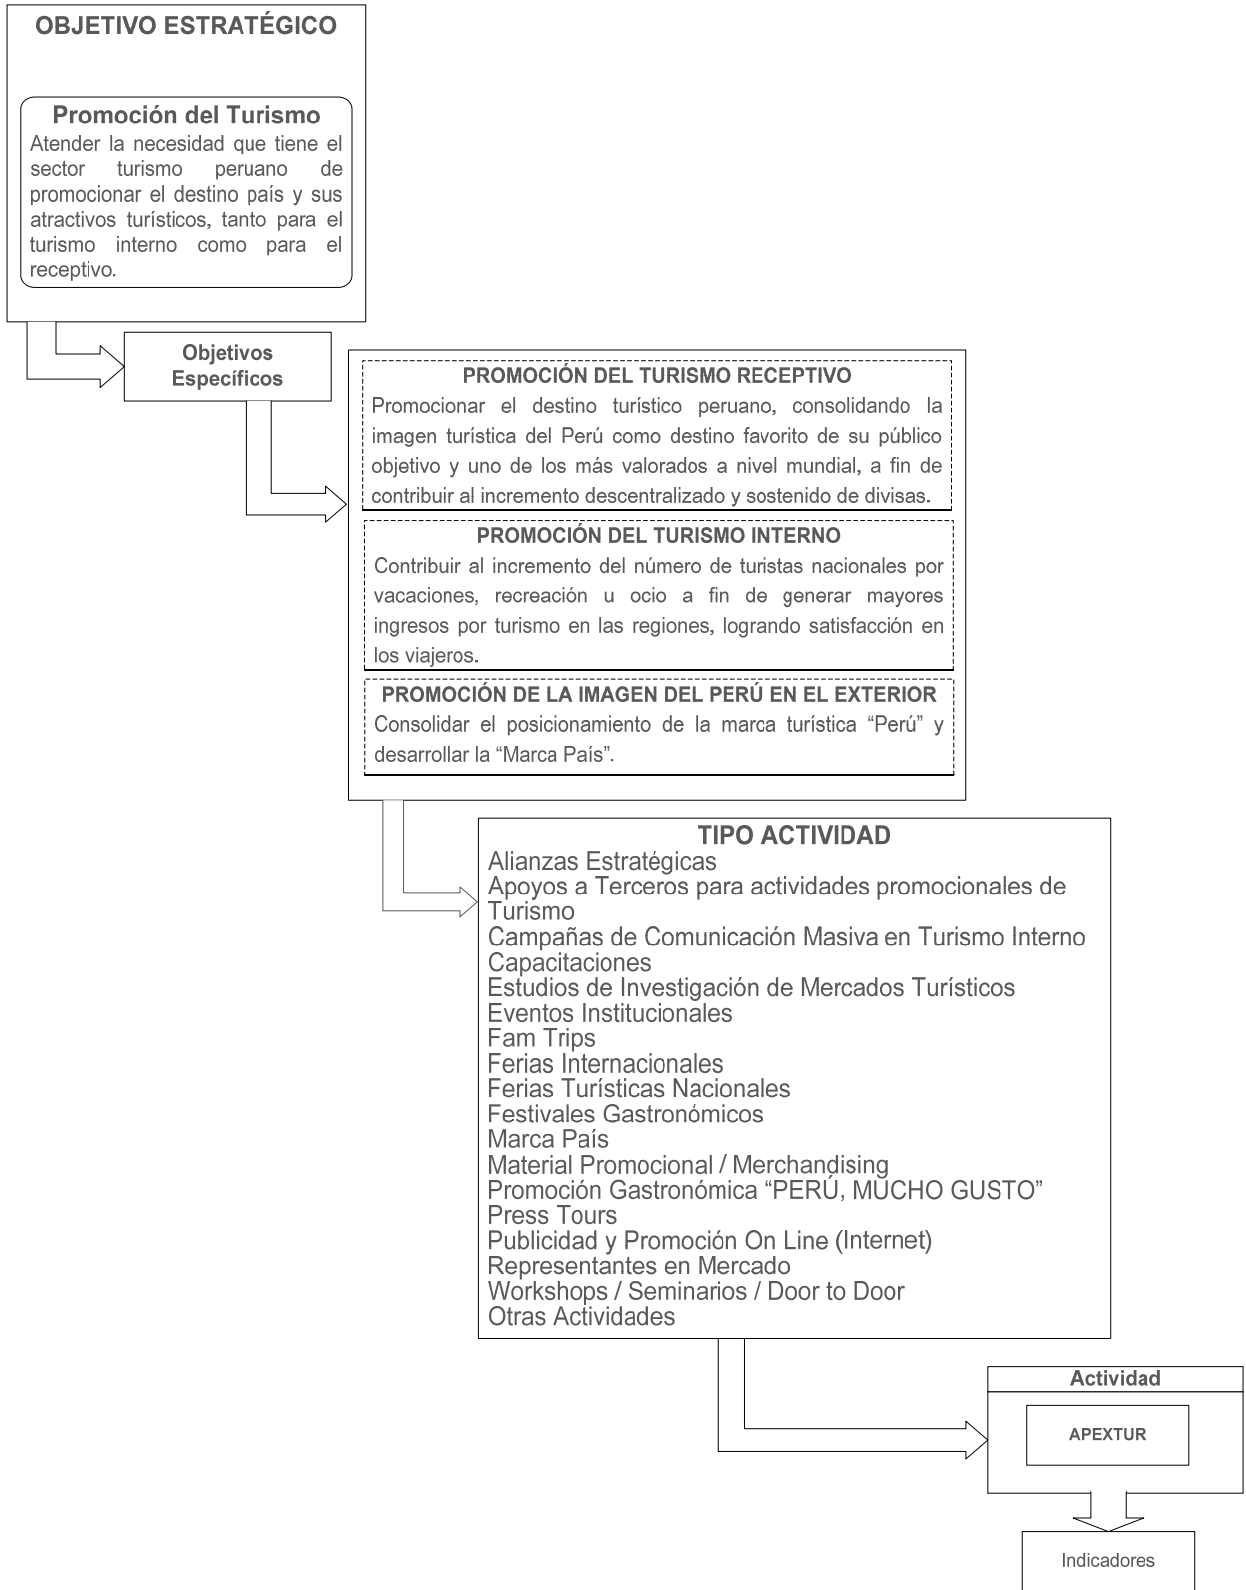 OBJETIVO ESTRATÉGICO
Promoción del Turismo
Atender la necesidad que tiene el
sector turismo peruano de
promocionar el destino país y sus
atractivos turísticos, tanto para el
turismo interno como para el
receptivo.
Objetivos
Específicos
PROMOCIÓN DEL TURISMO RECEPTIVO
Promocionar el destino turístico peruano, consolidando la
imagen turística del Perú como destino favorito de su público
objetivo y uno de los más valorados a nivel mundial, a fin de
contribuir al incremento descentralizado y sostenido de divisas.
PROMOCIÓN DEL TURISMO INTERNO
Contribuir al incremento del número de turistas nacionales por
vacaciones, recreación u ocio a fin de generar mayores
ingresos por turismo en las regiones, logrando satisfacción en
los viajeros.
PROMOCIÓN DE LA IMAGEN DEL PERÚ EN EL EXTERIOR
Consolidar el posicionamiento de la marca turística “Perú” y
desarrollar la “Marca País”.
TIPO ACTIVIDAD
Alianzas Estratégicas
Apoyos a Terceros para actividades promocionales de
Turismo
Campañas de Comunicación Masiva en Turismo Interno
Capacitaciones
Estudios de Investigación de Mercados Turísticos
Eventos Institucionales
Fam Trips
Ferias Internacionales
Ferias Turísticas Nacionales
Festivales Gastronómicos
Marca País
Material Promocional / Merchandising
Promoción Gastronómica “PERÚ, MUCHO GUSTO”
Press Tours
Publicidad y Promoción On Line (Internet)
Representantes en Mercado
Workshops / Seminarios / Door to Door
Otras Actividades
Actividad
APEXTUR
Indicadores